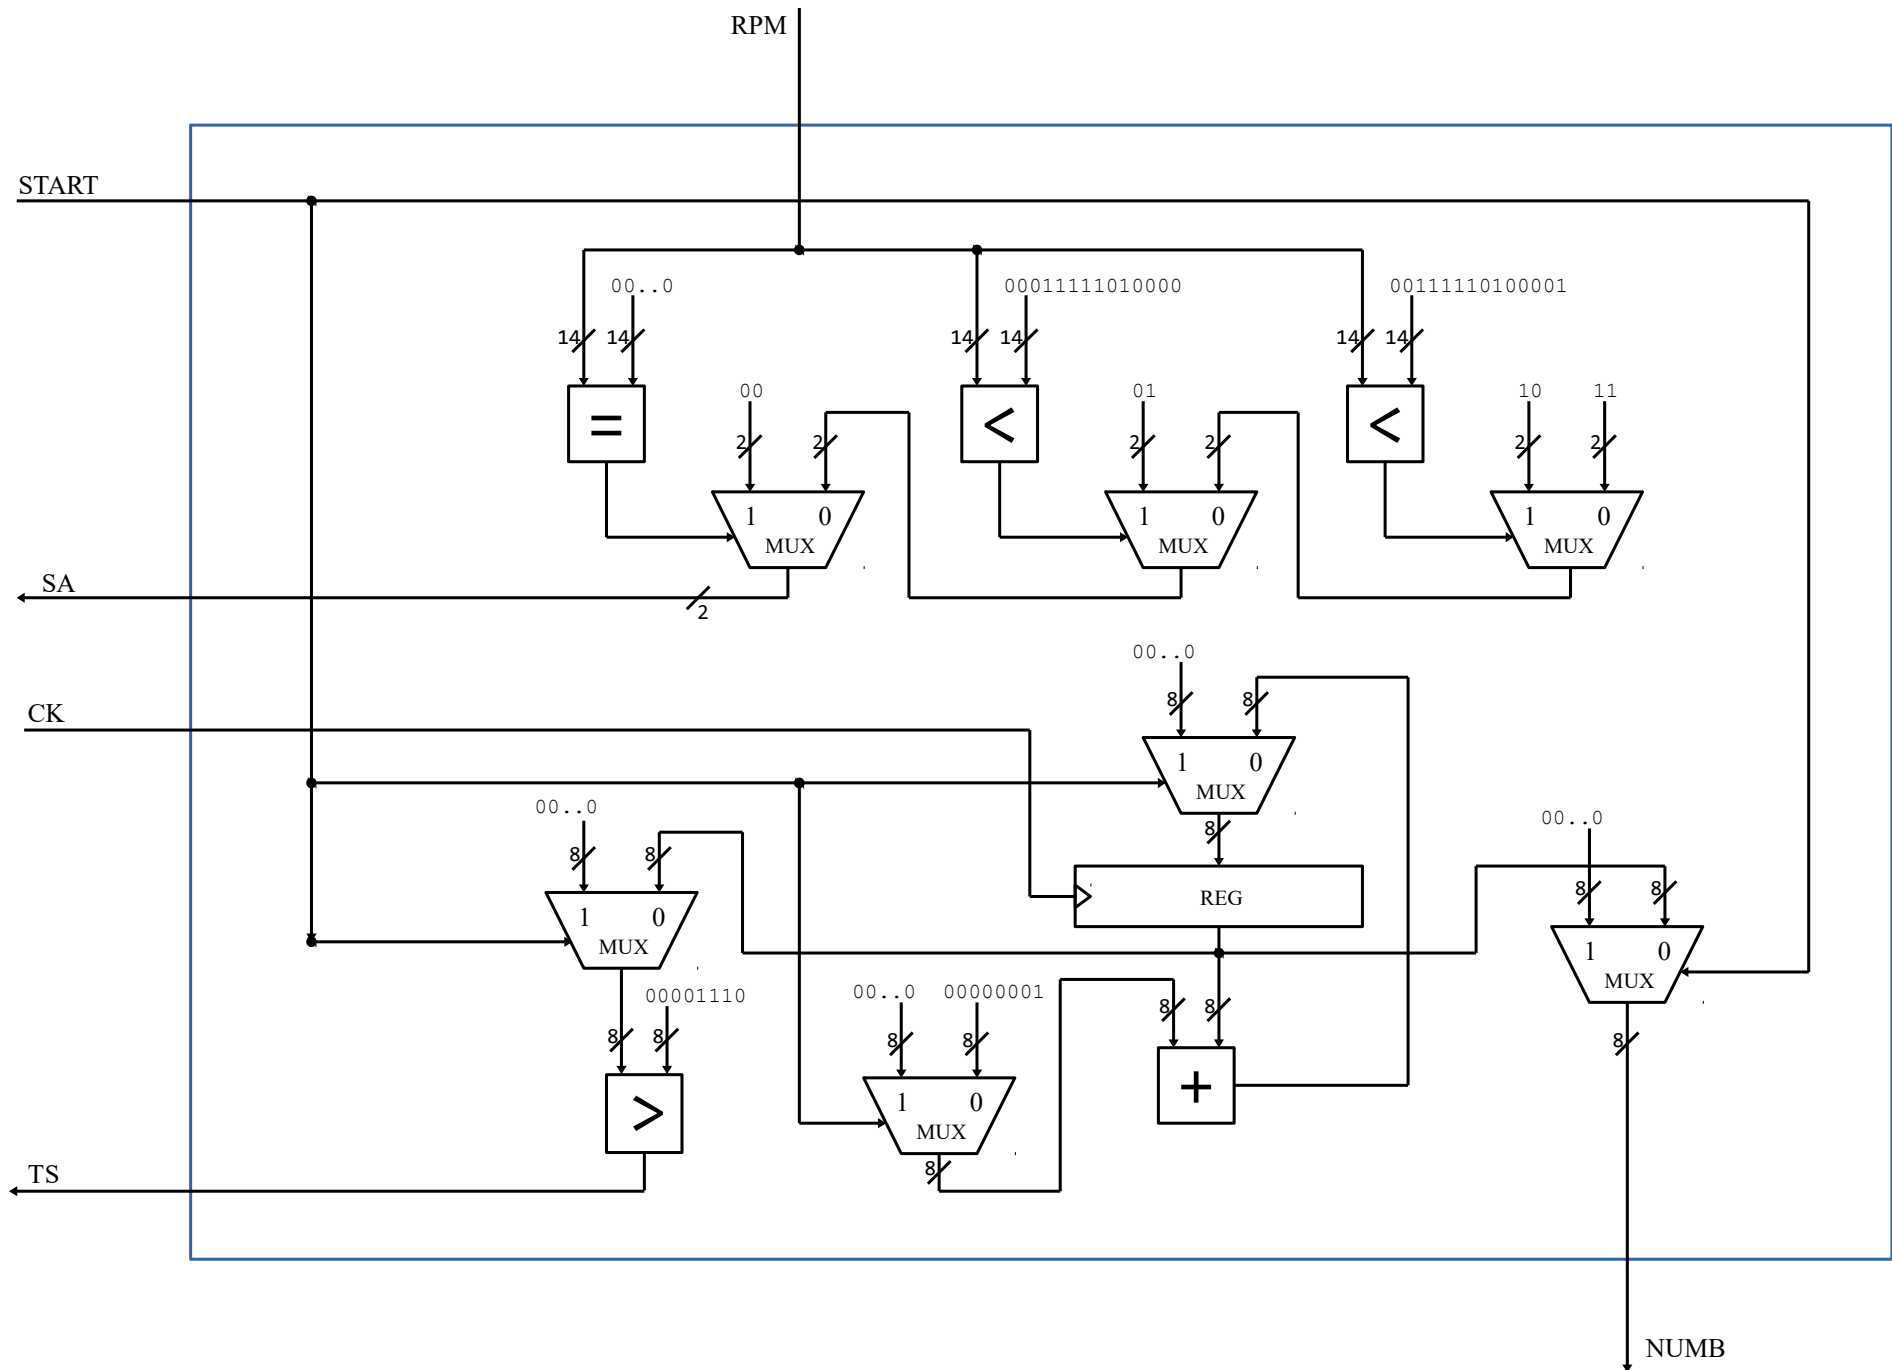 RPM
START
00..0 00011111010000 00111110100001
14 14 14 14 14 14
00 01 10 11
= < <
2 2 2 2 2 2
1 0 1 0 1 0
MUX MUX MUX
SA
2
00..0
8 8
CK
1 0
MUX
00..0 00..0
8
8 8
REG
8 8
1 0
MUX
1 0
MUX
00001110 00..0 00000001
8 8
8 8
8 8
8
+
>
1 0
MUX
8
TS
NUMB